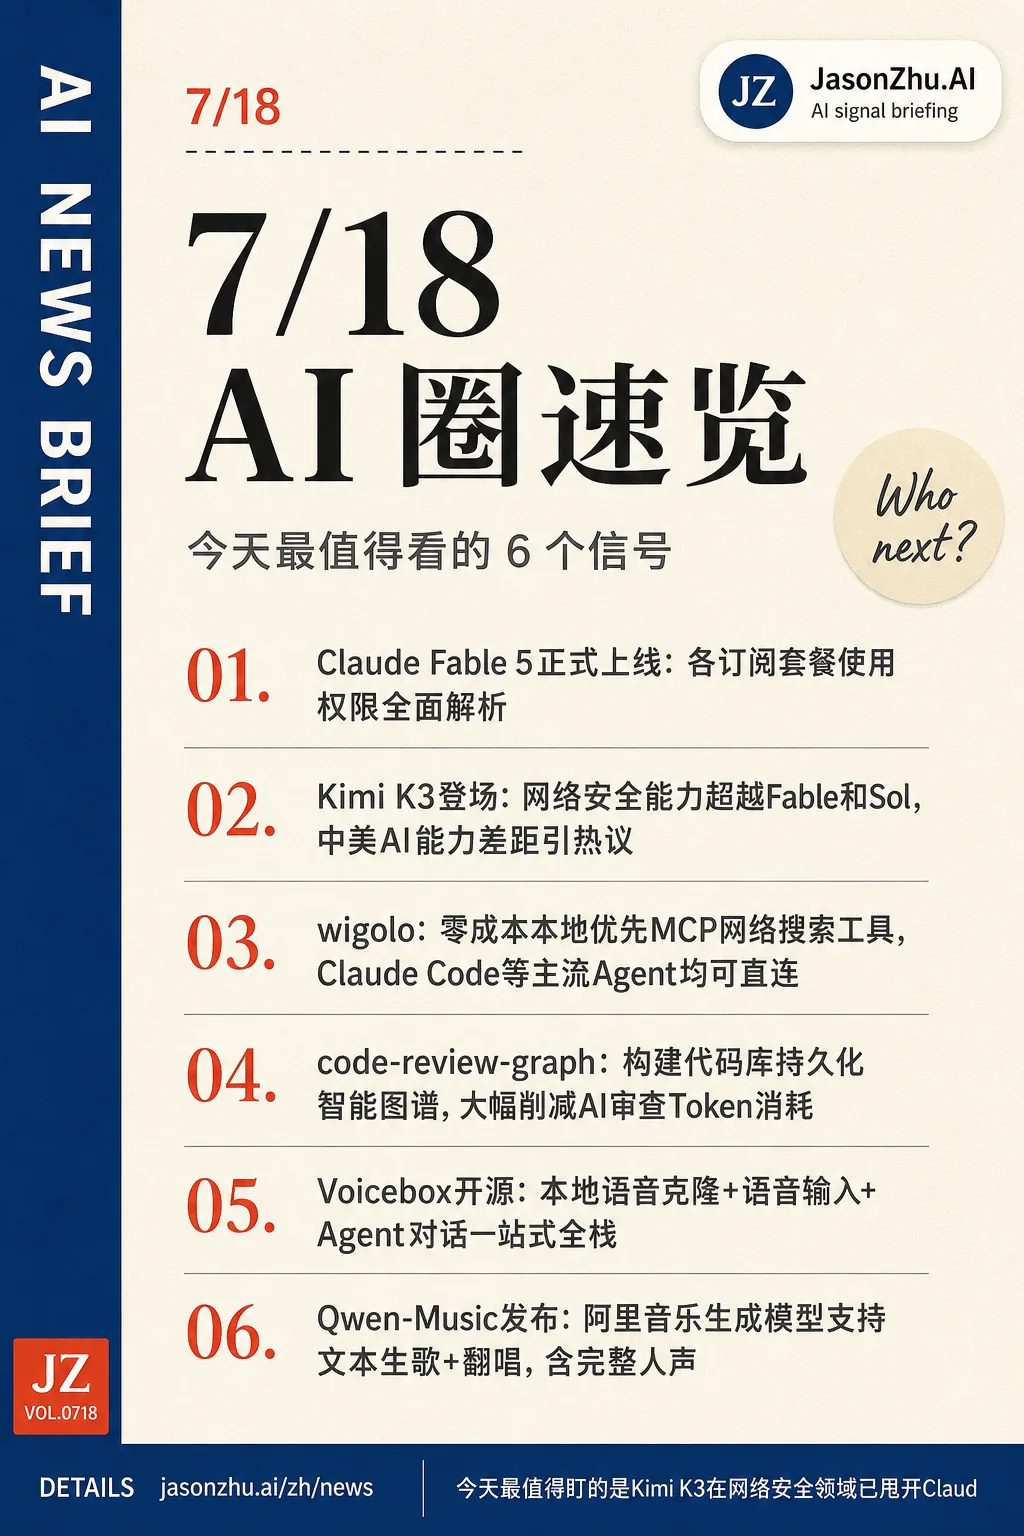 AI NEWS BRIEF
7/18
JZ
JasonZhu.AI
AI signal briefing
7/18
AI 圈速览
今天最值得看的 6 个信号
Who
next?
01.
Claude Fable 5正式上线：各订阅套餐使用
权限全面解析
02.
Kimi K3登场：网络安全能力超越Fable和Sol，
中美AI能力差距引热议
03.
wigolo：零成本本地优先MCP网络搜索工具，
Claude Code等主流Agent均可直连
04.
code-review-graph：构建代码库持久化
智能图谱，大幅削减AI审查Token消耗
05.
Voicebox开源：本地语音克隆+语音输入+
Agent对话一站式全栈
06.
Qwen-Music发布：阿里音乐生成模型支持
文本生歌+翻唱，含完整人声
JZ
VOL.0718
DETAILS jasonzhu.ai/zh/news
今天最值得盯的是Kimi K3在网络安全领域已甩开Claud